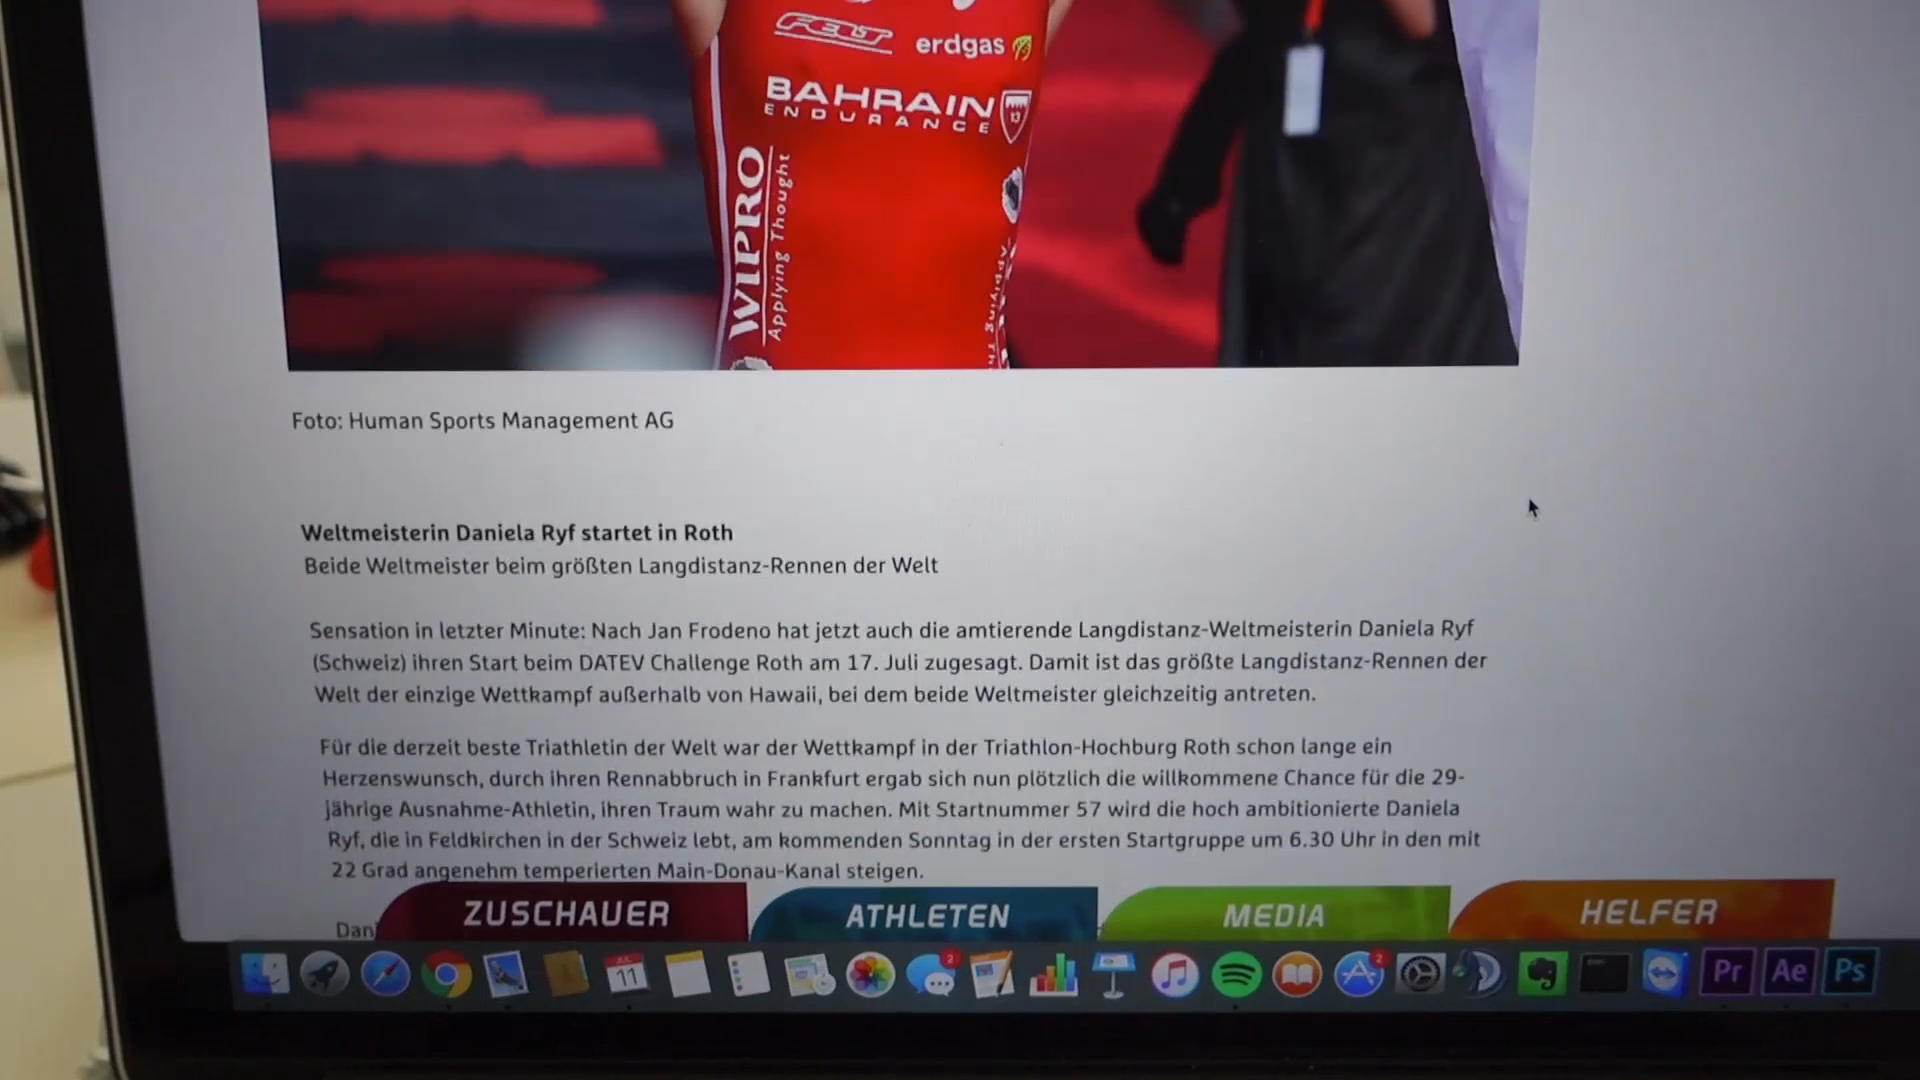 FELT
erdgas
BAHRAIN
ENDURANCE
13
WIPRO
Applying Thought
Foto: Human Sports Management AG
Weltmeisterin Daniela Ryf startet in Roth
Beide Weltmeister beim größten Langdistanz-Rennen der Welt
Sensation in letzter Minute: Nach Jan Frodeno hat jetzt auch die amtierende Langdistanz-Weltmeisterin Daniela Ryf
(Schweiz) ihren Start beim DATEV Challenge Roth am 17. Juli zugesagt. Damit ist das größte Langdistanz-Rennen der
Welt der einzige Wettkampf außerhalb von Hawaii, bei dem beide Weltmeister gleichzeitig antreten.
Für die derzeit beste Triathletin der Welt war der Wettkampf in der Triathlon-Hochburg Roth schon lange ein
Herzenswunsch, durch ihren Rennabbruch in Frankfurt ergab sich nun plötzlich die willkommene Chance für die 29-
jährige Ausnahme-Athletin, ihren Traum wahr zu machen. Mit Startnummer 57 wird die hoch ambitionierte Daniela
Ryf, die in Feldkirchen in der Schweiz lebt, am kommenden Sonntag in der ersten Startgruppe um 6.30 Uhr in den mit
22 Grad angenehm temperierten Main-Donau-Kanal steigen.
Dan
ZUSCHAUER
ATHLETEN
MEDIA
HELFER
JUL
11
2
2
Pr
Ae
Ps